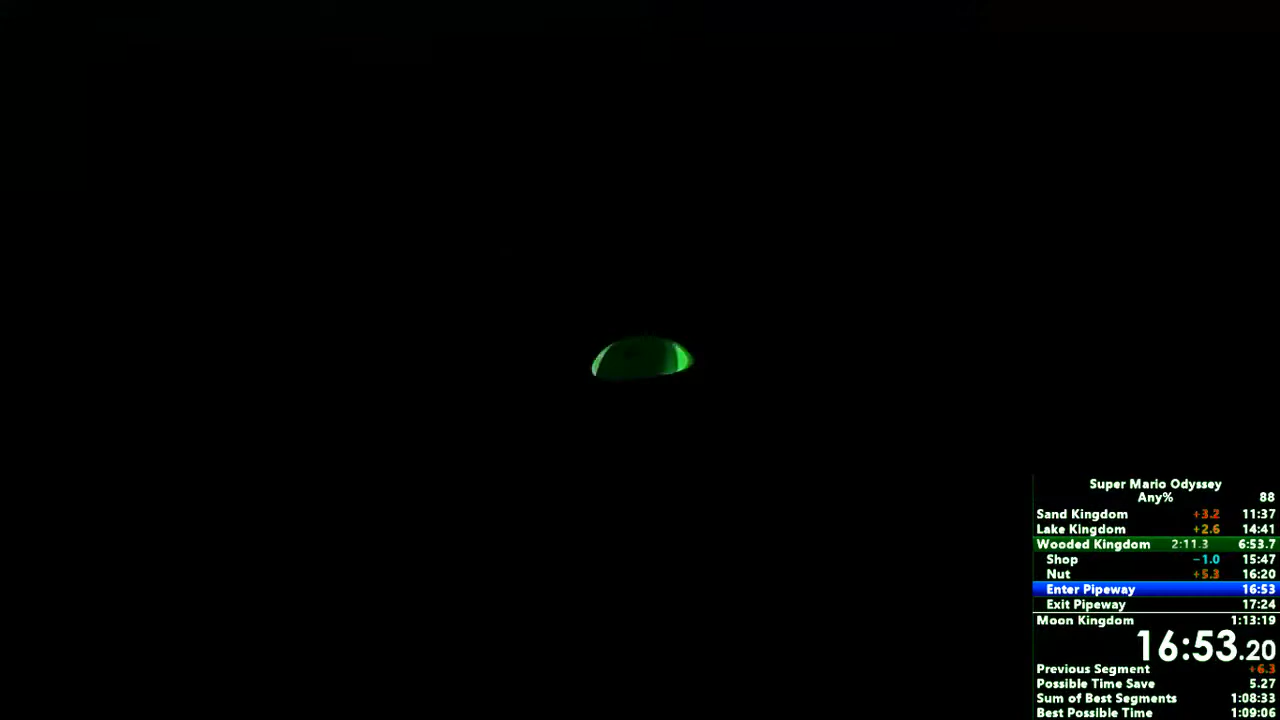 Super Mario Odyssey
Any% 88
Sand Kingdom +3.2 11:37
Lake Kingdom +2.6 14:41
Wooded Kingdom 2:11.3 6:53.7
Shop −1.0 15:47
Nut +5.3 16:20
Enter Pipeway 16:53
Exit Pipeway 17:24
Moon Kingdom 1:13:19
16:53.20
Previous Segment +6.3
Possible Time Save 5.27
Sum of Best Segments 1:08:33
Best Possible Time 1:09:06